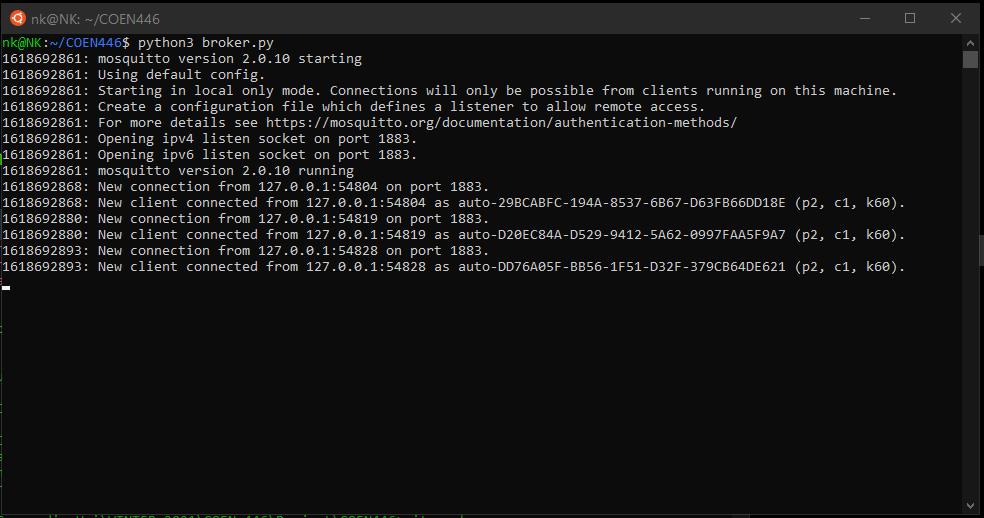 nk@NK: ~/COEN446
nk@NK:~/COEN446$ python3 broker.py
1618692861: mosquitto version 2.0.10 starting
1618692861: Using default config.
1618692861: Starting in local only mode. Connections will only be possible from clients running on this machine.
1618692861: Create a configuration file which defines a listener to allow remote access.
1618692861: For more details see https://mosquitto.org/documentation/authentication-methods/
1618692861: Opening ipv4 listen socket on port 1883.
1618692861: Opening ipv6 listen socket on port 1883.
1618692861: mosquitto version 2.0.10 running
1618692868: New connection from 127.0.0.1:54804 on port 1883.
1618692868: New client connected from 127.0.0.1:54804 as auto-29BCABFC-194A-8537-6B67-D63FB66DD18E (p2, c1, k60).
1618692880: New connection from 127.0.0.1:54819 on port 1883.
1618692880: New client connected from 127.0.0.1:54819 as auto-D20EC84A-D529-9412-5A62-0997FAA5F9A7 (p2, c1, k60).
1618692893: New connection from 127.0.0.1:54828 on port 1883.
1618692893: New client connected from 127.0.0.1:54828 as auto-DD76A05F-BB56-1F51-D32F-379CB64DE621 (p2, c1, k60).